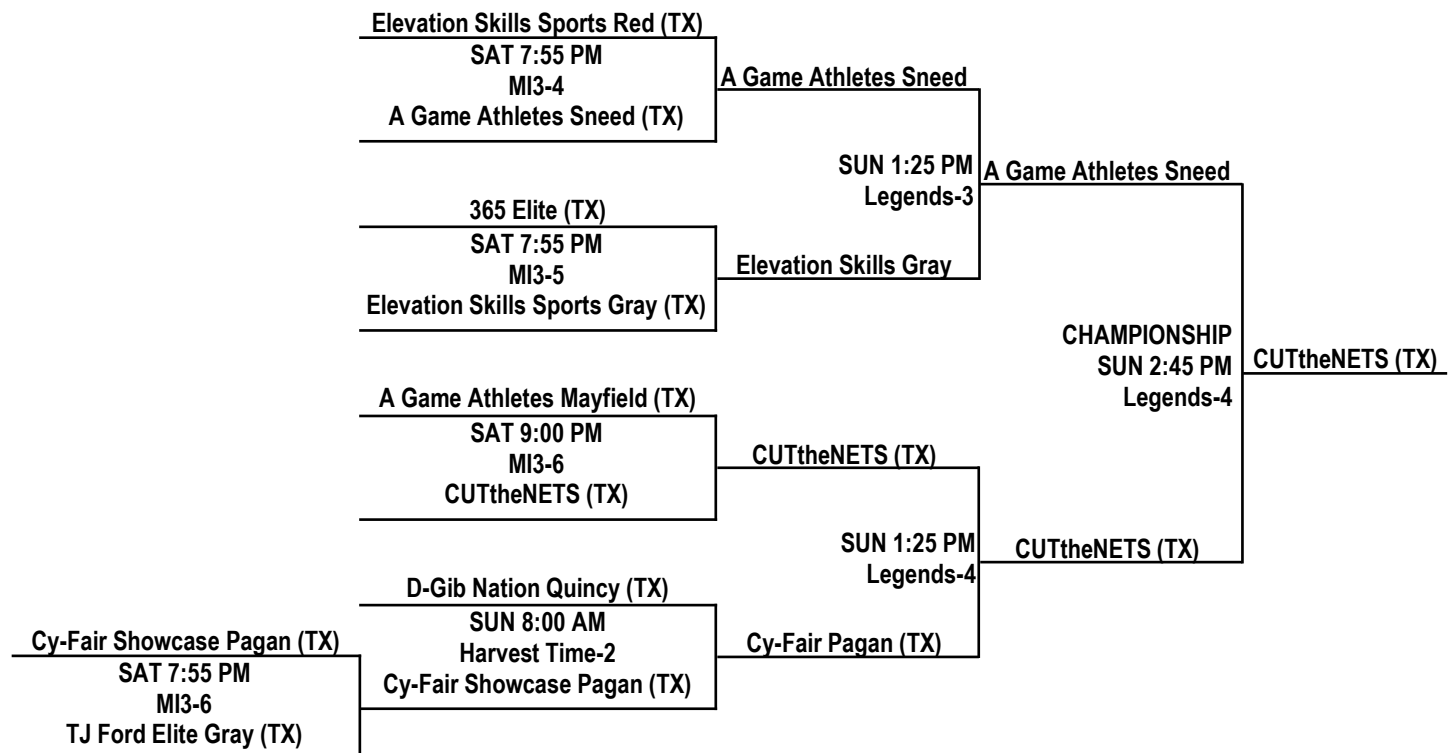 Elevation Skills Sports Red (TX)
SAT 7:55 PM
MI3-4
A Game Athletes Sneed (TX)
A Game Athletes Sneed
SUN 1:25 PM
Legends-3
A Game Athletes Sneed
365 Elite (TX)
SAT 7:55 PM
MI3-5
Elevation Skills Sports Gray (TX)
Elevation Skills Gray
CHAMPIONSHIP
SUN 2:45 PM
Legends-4
CUTtheNETS (TX)
A Game Athletes Mayfield (TX)
SAT 9:00 PM
MI3-6
CUTtheNETS (TX)
CUTtheNETS (TX)
SUN 1:25 PM
Legends-4
CUTtheNETS (TX)
D-Gib Nation Quincy (TX)
SUN 8:00 AM
Harvest Time-2
Cy-Fair Showcase Pagan (TX)
Cy-Fair Pagan (TX)
Cy-Fair Showcase Pagan (TX)
SAT 7:55 PM
MI3-6
TJ Ford Elite Gray (TX)